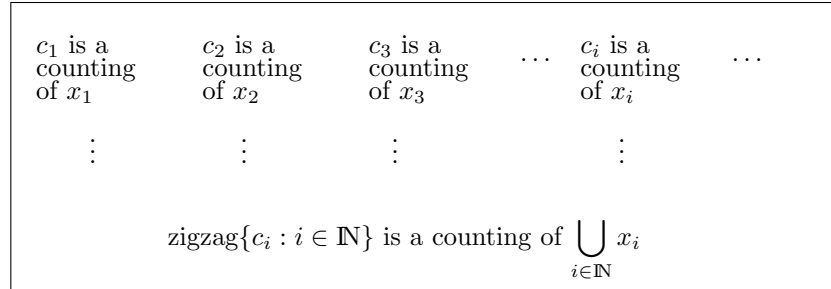 c₁ is a counting of x₁ c₂ is a counting of x₂ c₃ is a counting of x₃ ⋯ cᵢ is a counting of xᵢ ⋯
⋮ ⋮ ⋮ ⋮
zigzag{cᵢ : i ∈ ℕ} is a counting of ⋃_{i∈ℕ} xᵢ